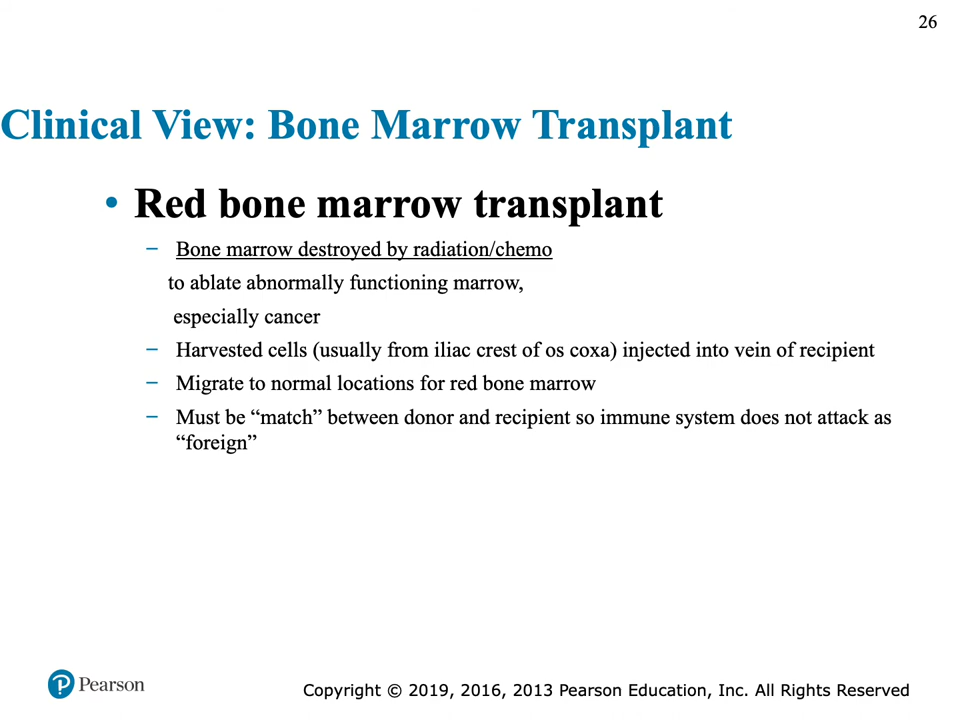 26
Clinical View: Bone Marrow Transplant
• Red bone marrow transplant
– Bone marrow destroyed by radiation/chemo
to ablate abnormally functioning marrow,
especially cancer
– Harvested cells (usually from iliac crest of os coxa) injected into vein of recipient
– Migrate to normal locations for red bone marrow
– Must be “match” between donor and recipient so immune system does not attack as
“foreign”
P Pearson
Copyright © 2019, 2016, 2013 Pearson Education, Inc. All Rights Reserved